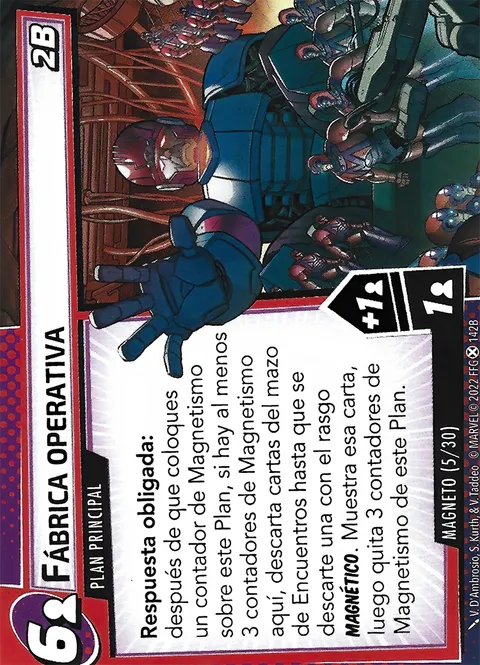 6
FÁBRICA OPERATIVA
2B
PLAN PRINCIPAL
Respuesta obligada:
después de que coloques
un contador de Magnetismo
sobre este Plan, si hay al menos
3 contadores de Magnetismo
aquí, descarta cartas del mazo
de Encuentros hasta que se
descarte una con el rasgo
MAGNÉTICO. Muestra esa carta,
luego quita 3 contadores de
Magnetismo de este Plan.
+1
1
MAGNETO (5/30)
V. D'Ambrosio, S. Kurth, & V. Taddeo. © MARVEL © 2022 FFG 142B